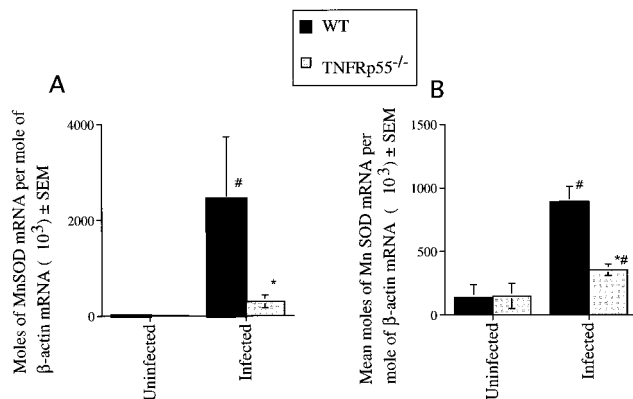 WT
TNFRp55-/-
A
Moles of MnSOD mRNA per mole of
β-actin mRNA ( 10³) ± SEM
4000
2000
0
#
*
Uninfected
Infected
B
Mean moles of Mn SOD mRNA per
mole of β-actin mRNA ( 10³) ± SEM
1500
1000
500
0
#
*#
Uninfected
Infected